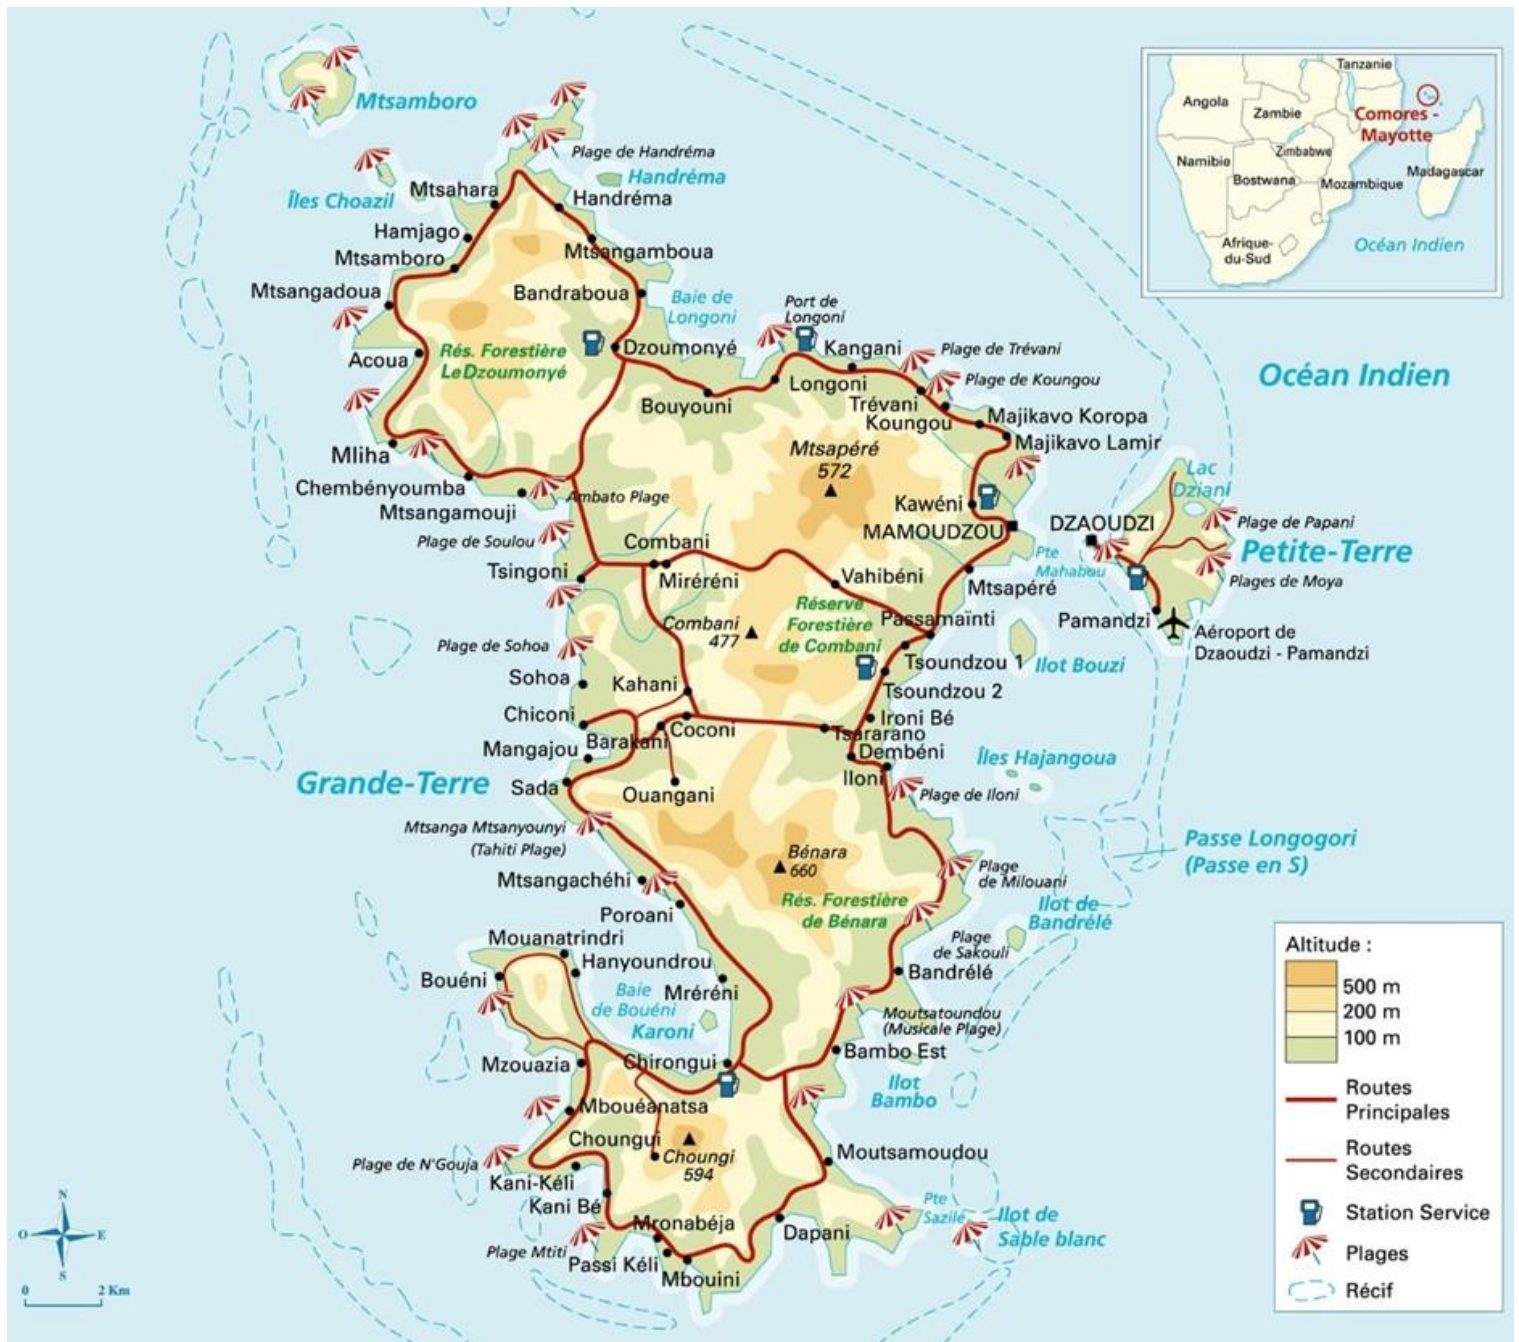 Mtsamboro
Plage de Handréma
Handréma
Îles Choazil
Mtsahara
Handréma
Hamjago
Mtsangamboua
Mtsamboro
Mtsangadoua
Bandraboua
Baie de
Longoni
Port de
Longoni
Acoua
Rés. Forestière
Le Dzoumonyé
Dzoumonyé
Kangani
Plage de Trévani
Longoni
Plage de Koungou
Bouyouni
Trévani
Koungou
Majikavo Koropa
Majikavo Lamir
Mliha
Mtsapéré
572
Chembényoumba
Mtsangamouji
Ambato Plage
Kawéni
MAMOUDZOU
Plage de Soulou
Combani
Tsingoni
Miréréni
Vahibéni
Pte
Mahabou
Mtsapéré
Lac
Dziani
DZAOUDZI
Plage de Papani
Petite-Terre
Plages de Moya
Pamandzi
Aéroport de
Dzaoudzi - Pamandzi
Océan Indien
Réserve
Forestière
de Combani
Passamaïnti
Combani
477
Plage de Sohoa
Tsoundzou 1
Ilot Bouzi
Sohoa
Kahani
Tsoundzou 2
Chiconi
Ironi Bé
Coconi
Tsararano
Mangajou
Barakani
Dembéni
Îles Hajangoua
Grande-Terre
Sada
Ouangani
Iloni
Plage de Iloni
Mtsanga Mtsanyounyi
(Tahiti Plage)
Passe Longogori
(Passe en S)
Bénara
660
Plage
de Milouani
Mtsangachéhi
Rés. Forestière
de Bénara
Ilot de
Bandrélé
Poroani
Plage
de Sakouli
Mouanatrindri
Hanyoundrou
Bouéni
Bandrélé
Mréréni
Baie
de Bouéni
Karoni
Moutsatoundou
(Musicale Plage)
Mzouazia
Chirongui
Bambo Est
Ilot
Bambo
Mbouéanatsa
Choungui
Choungi
594
Moutsamoudou
Plage de N'Gouja
Kani-Kéli
Kani Bé
Pte
Sazilé
Ilot de
Sable blanc
Mronabéja
Dapani
Plage Mtiti
Passi Kéli
Mbouini
N
O
E
S
0
2 Km
Tanzanie
Angola
Zambie
Comores -
Mayotte
Zimbabwe
Namibie
Bostwana
Mozambique
Madagascar
Afrique-
du-Sud
Océan Indien
Altitude :
500 m
200 m
100 m
Routes
Principales
Routes
Secondaires
Station Service
Plages
Récif